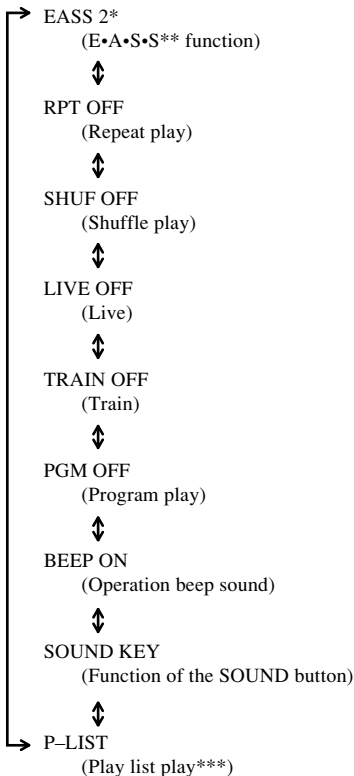 EASS 2*
(E•A•S•S** function)
RPT OFF
(Repeat play)
SHUF OFF
(Shuffle play)
LIVE OFF
(Live)
TRAIN OFF
(Train)
PGM OFF
(Program play)
BEEP ON
(Operation beep sound)
SOUND KEY
(Function of the SOUND button)
P–LIST
(Play list play***)